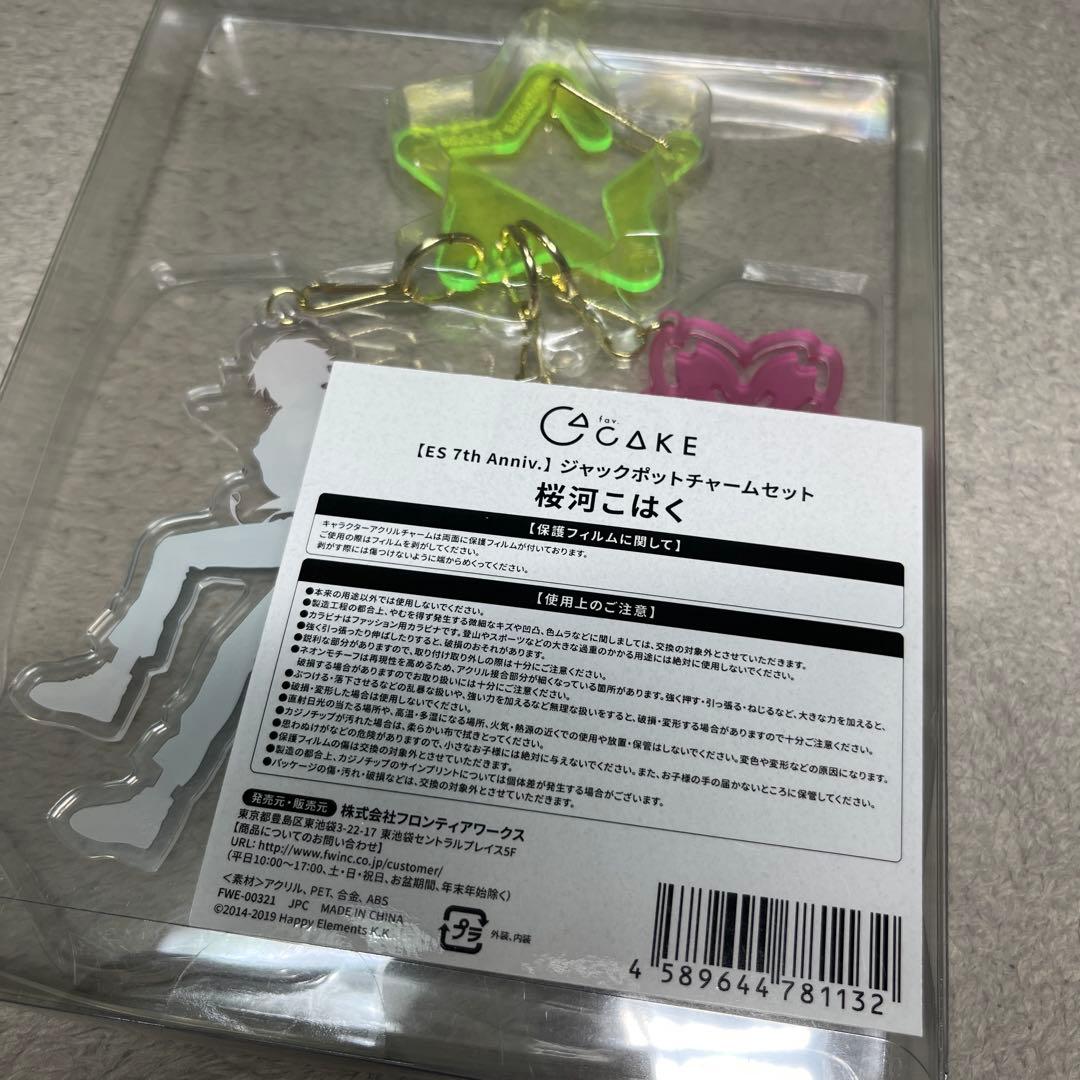 fav.
CACAKE
【ES 7th Anniv.】ジャックポットチャームセット
桜河こはく
【保護フィルムに関して】
キャラクターアクリルチャームは両面に保護フィルムが付いております。
ご使用の際はフィルムを剥がしてください。
剥がす際には傷つけないように端からめくってください。
【使用上のご注意】
●本来の用途以外では使用しないでください。
●製造工程の都合上、やむを得ず発生する微細なキズや凹凸、色ムラなどに関しましては、交換の対象外とさせていただきます。
●カラビナはファッション用カラビナです。登山やスポーツなどの大きな過重のかかる用途には絶対に使用しないでください。
●強く引っ張ったり伸ばしたりすると、破損のおそれがあります。
●鋭利な部分がありますので、取り付け取り外しの際は十分にご注意ください。
●ネオンモチーフは再現性を高めるため、アクリル接合部分が細くなっている箇所があります。強く押す・引っ張る・ねじるなど、大きな力を加えると、
破損する場合がありますのでお取り扱いには十分にご注意ください。
●ぶつける・落下させるなどの乱暴な扱いや、強い力を加えるなど無理な扱いをすると、破損・変形する場合がありますので十分ご注意ください。
●破損・変形した場合は使用しないでください。
●直射日光の当たる場所や、高温・多湿になる場所、火気・熱源の近くでの使用や放置・保管はしないでください。変色や変形などの原因になります。
●カジノチップが汚れた場合は、柔らかい布で拭きとってください。
●思わぬけがなどの危険がありますので、小さなお子様には絶対に与えないでください。また、お子様の手の届かないところに保管してください。
●保護フィルムの傷は交換の対象外とさせていただきます。
●製造の都合上、カジノチップのサインプリントについては個体差が発生する場合がございます。
●パッケージの傷・汚れ・破損などは、交換の対象外とさせていただきます。
発売元・販売元 株式会社フロンティアワークス
東京都豊島区東池袋3-22-17 東池袋セントラルプレイス5F
【商品についてのお問い合わせ】
URL: http://www.fwinc.co.jp/customer/
(平日10:00〜17:00、土・日・祝日、お盆期間、年末年始除く)
＜素材＞アクリル、PET、合金、ABS
FWE-00321 JPC MADE IN CHINA
©2014-2019 Happy Elements K.K
プラ 外装、内装
4 589644 781132